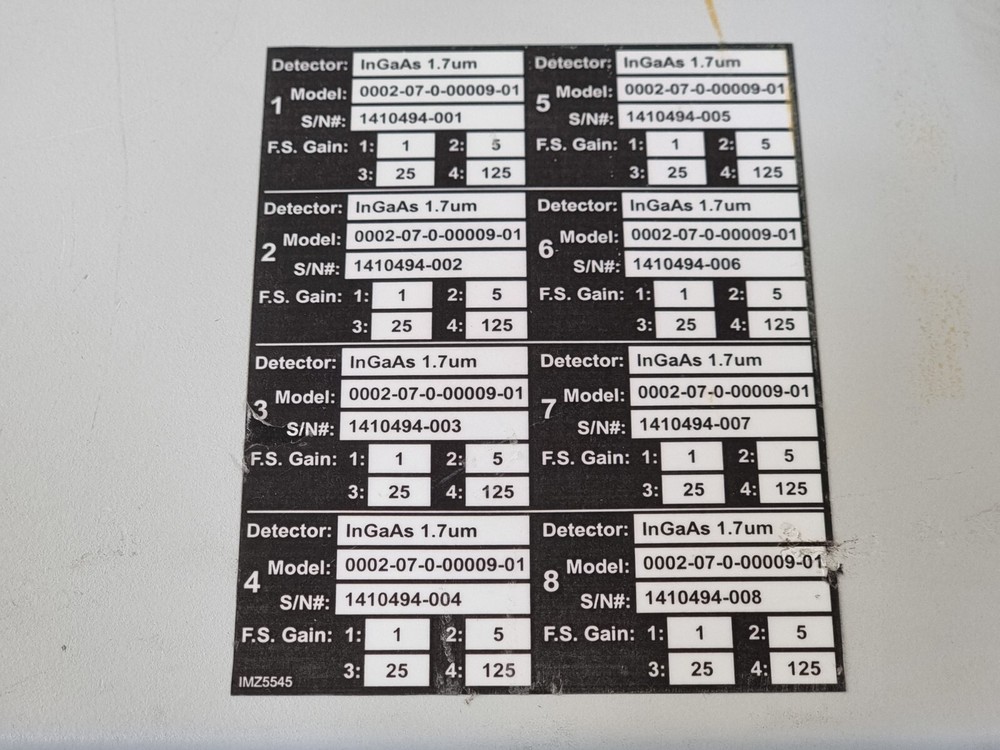 Detector: InGaAs 1.7um
1 Model: 0002-07-0-00009-01
S/N#: 1410494-001
F.S. Gain: 1: 1 2: 5
3: 25 4: 125
Detector: InGaAs 1.7um
2 Model: 0002-07-0-00009-01
S/N#: 1410494-002
F.S. Gain: 1: 1 2: 5
3: 25 4: 125
Detector: InGaAs 1.7um
3 Model: 0002-07-0-00009-01
S/N#: 1410494-003
F.S. Gain: 1: 1 2: 5
3: 25 4: 125
Detector: InGaAs 1.7um
4 Model: 0002-07-0-00009-01
S/N#: 1410494-004
F.S. Gain: 1: 1 2: 5
3: 25 4: 125
IMZ5545
Detector: InGaAs 1.7um
5 Model: 0002-07-0-00009-01
S/N#: 1410494-005
F.S. Gain: 1: 1 2: 5
3: 25 4: 125
Detector: InGaAs 1.7um
6 Model: 0002-07-0-00009-01
S/N#: 1410494-006
F.S. Gain: 1: 1 2: 5
3: 25 4: 125
Detector: InGaAs 1.7um
7 Model: 0002-07-0-00009-01
S/N#: 1410494-007
F.S. Gain: 1: 1 2: 5
3: 25 4: 125
Detector: InGaAs 1.7um
8 Model: 0002-07-0-00009-01
S/N#: 1410494-008
F.S. Gain: 1: 1 2: 5
3: 25 4: 125